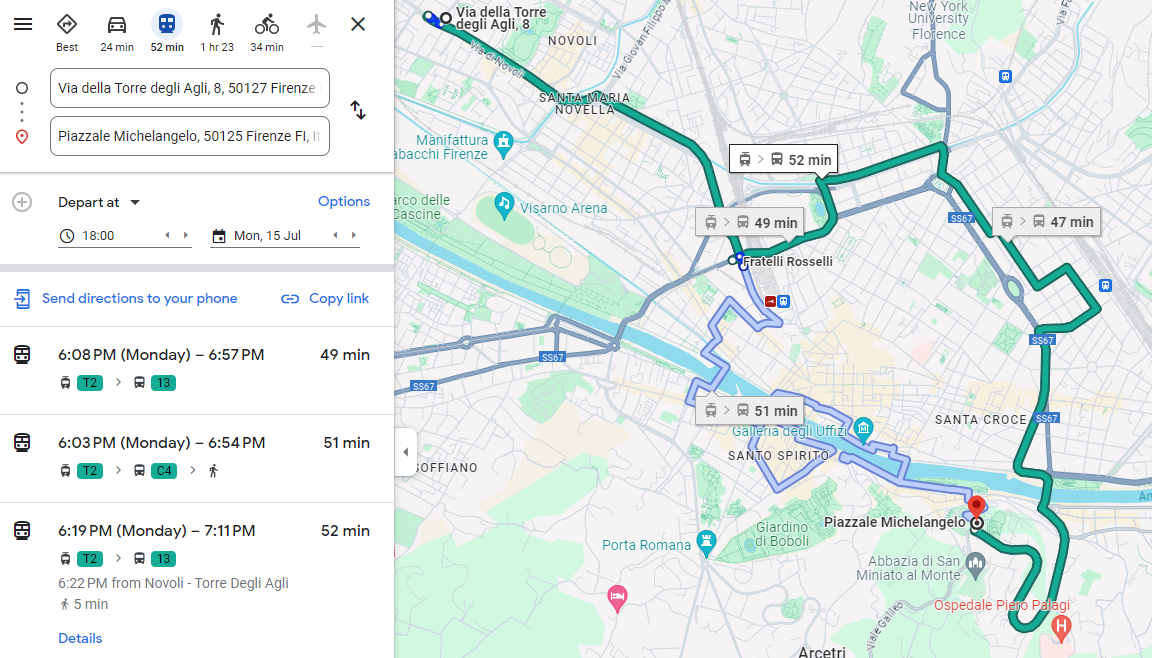 Best
24 min
52 min
1 hr 23
34 min
—
Via della Torre degli Agli, 8, 50127 Firenze
Piazzale Michelangelo, 50125 Firenze FI, It
Depart at
Options
18:00
Mon, 15 Jul
Send directions to your phone
Copy link
6:08 PM (Monday) – 6:57 PM
49 min
T2
13
6:03 PM (Monday) – 6:54 PM
51 min
T2
C4
6:19 PM (Monday) – 7:11 PM
52 min
T2
13
6:22 PM from Novoli - Torre Degli Agli
5 min
Details
Via della Torre
degli Agli, 8
NOVOLI
Via di Novoli
Via Giovan Filippo M
New York
University
Florence
SANTA MARIA
NOVELLA
Manifattura
abacchi Firenze
52 min
arco delle
Cascine
Visarno Arena
49 min
SS67
47 min
Fratelli Rosselli
SS67
SS67
SS67
51 min
Galleria degli Uffizi
SANTA CROCE
SS67
SANTO SPIRITO
SOFFIANO
Piazzale Michelangelo
Giardino
di Boboli
Porta Romana
Abbazia di San
Miniato al Monte
Ospedale Piero Palagi
H
Viale Galileo
Arcetri